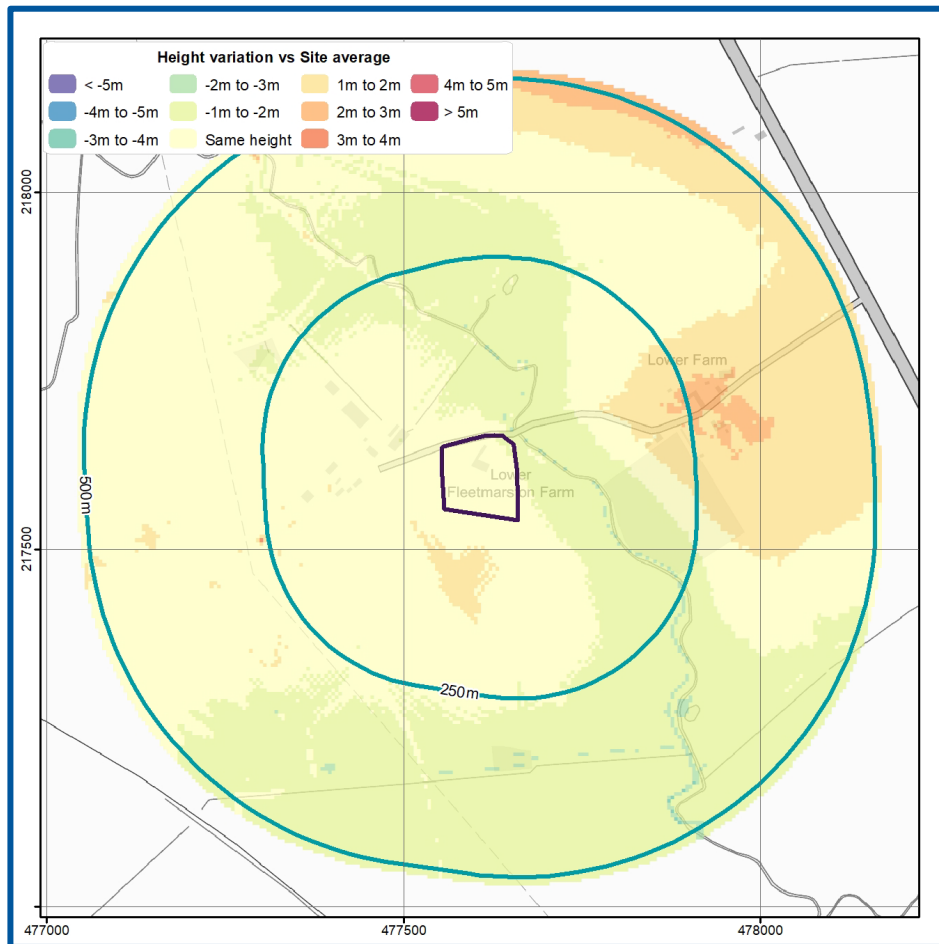 Height variation vs Site average
< -5m
-4m to -5m
-3m to -4m
-2m to -3m
-1m to -2m
Same height
1m to 2m
2m to 3m
3m to 4m
4m to 5m
> 5m
218000
Lower Farm
Lower
Fleetmarston Farm
500m
217500
250m
477000
477500
478000